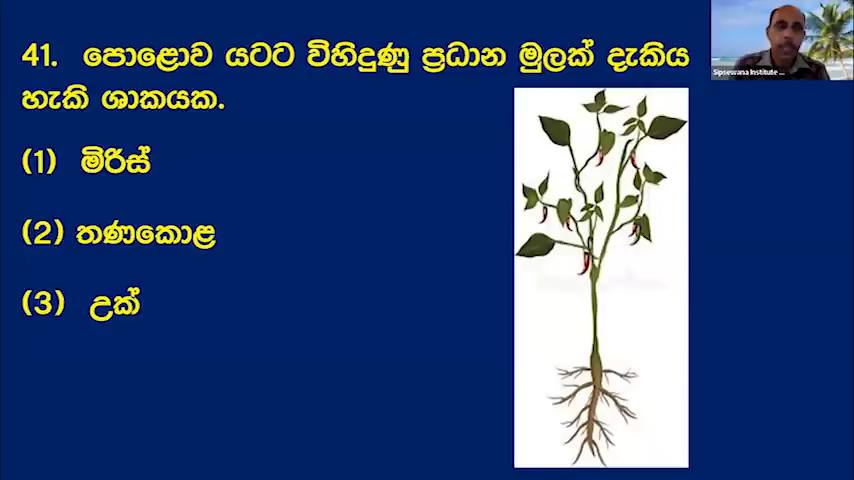 41. පොළොව යටට විහිදුණු ප්‍රධාන මුලක් දැකිය
හැකි ශාකයක.
(1) මිරිස්
(2) තණකොළ
(3) උක්
Sipsewana Institute ...